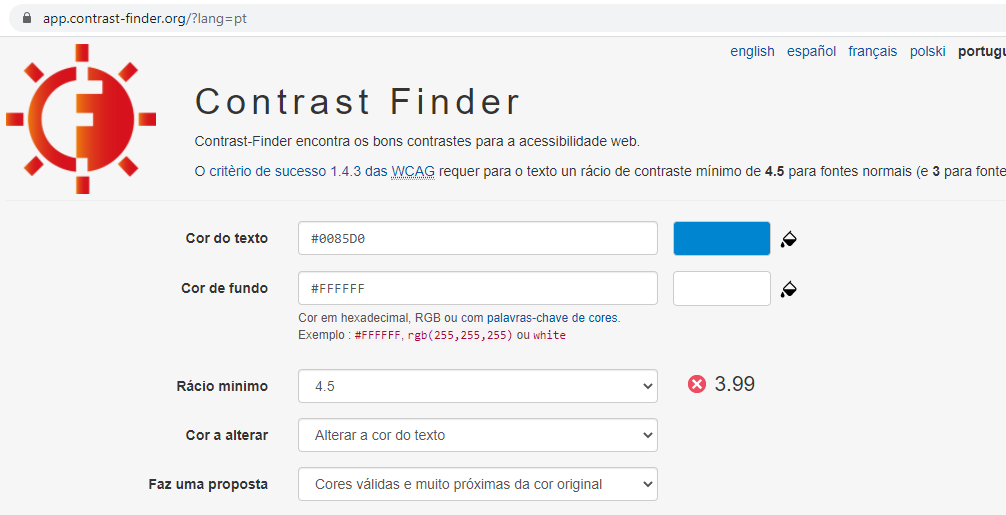 app.contrast-finder.org/?lang=pt
english español français polski portugu
Contrast Finder
Contrast-Finder encontra os bons contrastes para a acessibilidade web.
O critèrio de sucesso 1.4.3 das WCAG requer para o texto un rácio de contraste mínimo de 4.5 para fontes normais (e 3 para fonte
Cor do texto #0085D0
Cor de fundo #FFFFFF
Cor em hexadecimal, RGB ou com palavras-chave de cores.
Exemplo : #FFFFFF, rgb(255,255,255) ou white
Rácio minimo 4.5 3.99
Cor a alterar Alterar a cor do texto
Faz uma proposta Cores válidas e muito próximas da cor original